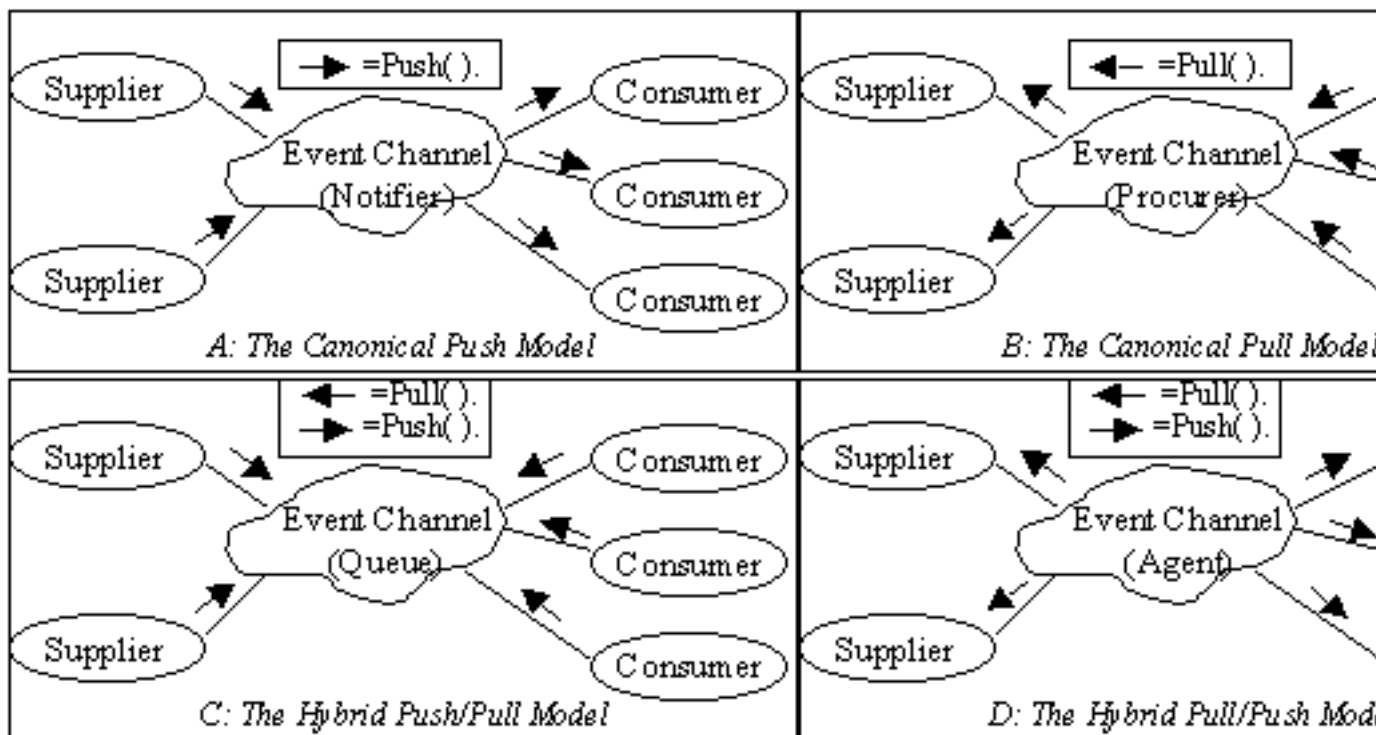 =Push( ).
Supplier
Consumer
Event Channel
(Notifier)
Consumer
Supplier
Consumer
A: The Canonical Push Model
=Pull( ).
Supplier
Event Channel
(Procurer)
Supplier
B: The Canonical Pull Model
=Pull( ).
=Push( ).
Supplier
Consumer
Event Channel
(Queue)
Consumer
Supplier
Consumer
C: The Hybrid Push/Pull Model
=Pull( ).
=Push( ).
Supplier
Event Channel
(Agent)
Supplier
D: The Hybrid Pull/Push Mode